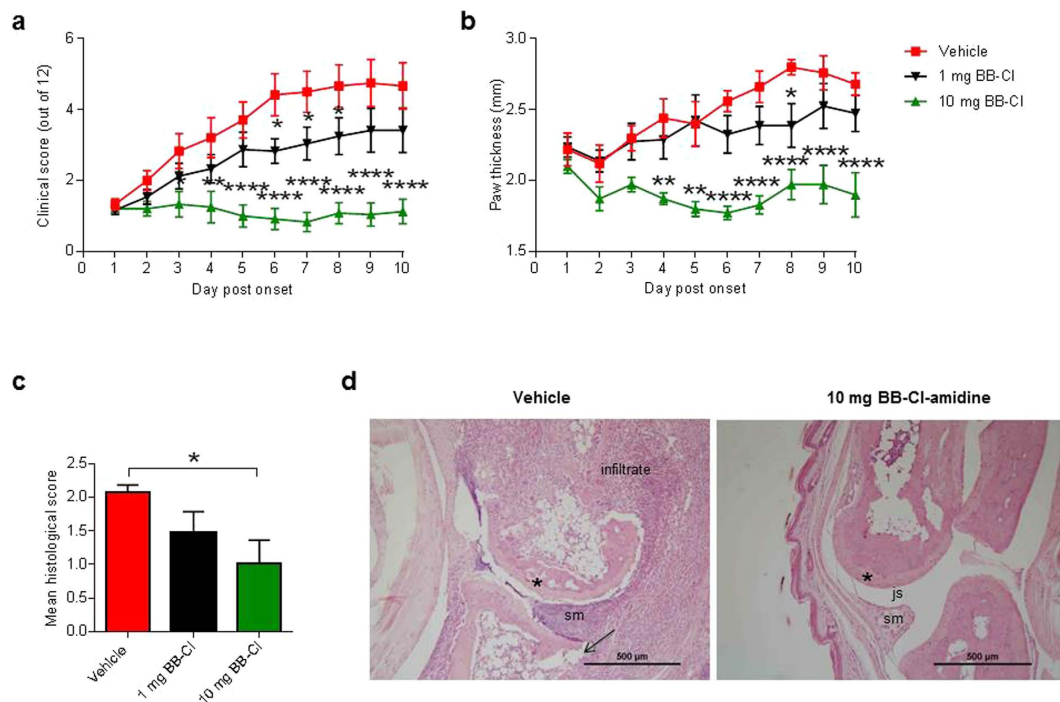 a
b
6
4
2
0
Clinical score (out of 12)
* * *
* ** **** **** **** **** **** ****
0 1 2 3 4 5 6 7 8 9 10
Day post onset
3.0
2.5
2.0
1.5
Paw thickness (mm)
*
** ** **** **** **** **** ****
0 1 2 3 4 5 6 7 8 9 10
Day post onset
Vehicle
1 mg BB-Cl
10 mg BB-Cl
c
2.5
2.0
1.5
1.0
0.5
0.0
Mean histological score
*
Vehicle
1 mg BB-Cl
10 mg BB-Cl
d
Vehicle
infiltrate
*
sm
500 µm
10 mg BB-Cl-amidine
*
js
sm
500 µm